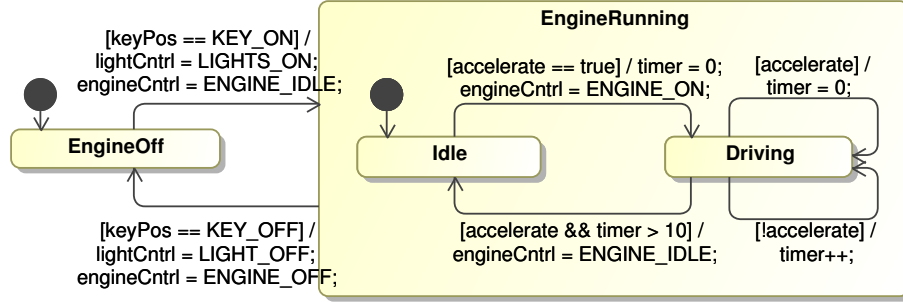 EngineRunning
[keyPos == KEY_ON] /
lightCntrl = LIGHTS_ON;
engineCntrl = ENGINE_IDLE;
[accelerate == true] / timer = 0;
engineCntrl = ENGINE_ON;
[accelerate] /
timer = 0;
EngineOff
Idle
Driving
[keyPos == KEY_OFF] /
lightCntrl = LIGHT_OFF;
engineCntrl = ENGINE_OFF;
[accelerate && timer > 10] /
engineCntrl = ENGINE_IDLE;
[!accelerate] /
timer++;